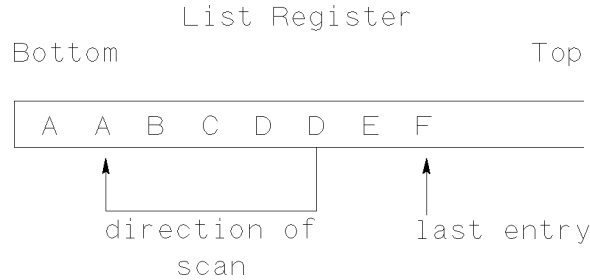 List Register
Bottom Top
A A B C D D E F
direction of scan
last entry